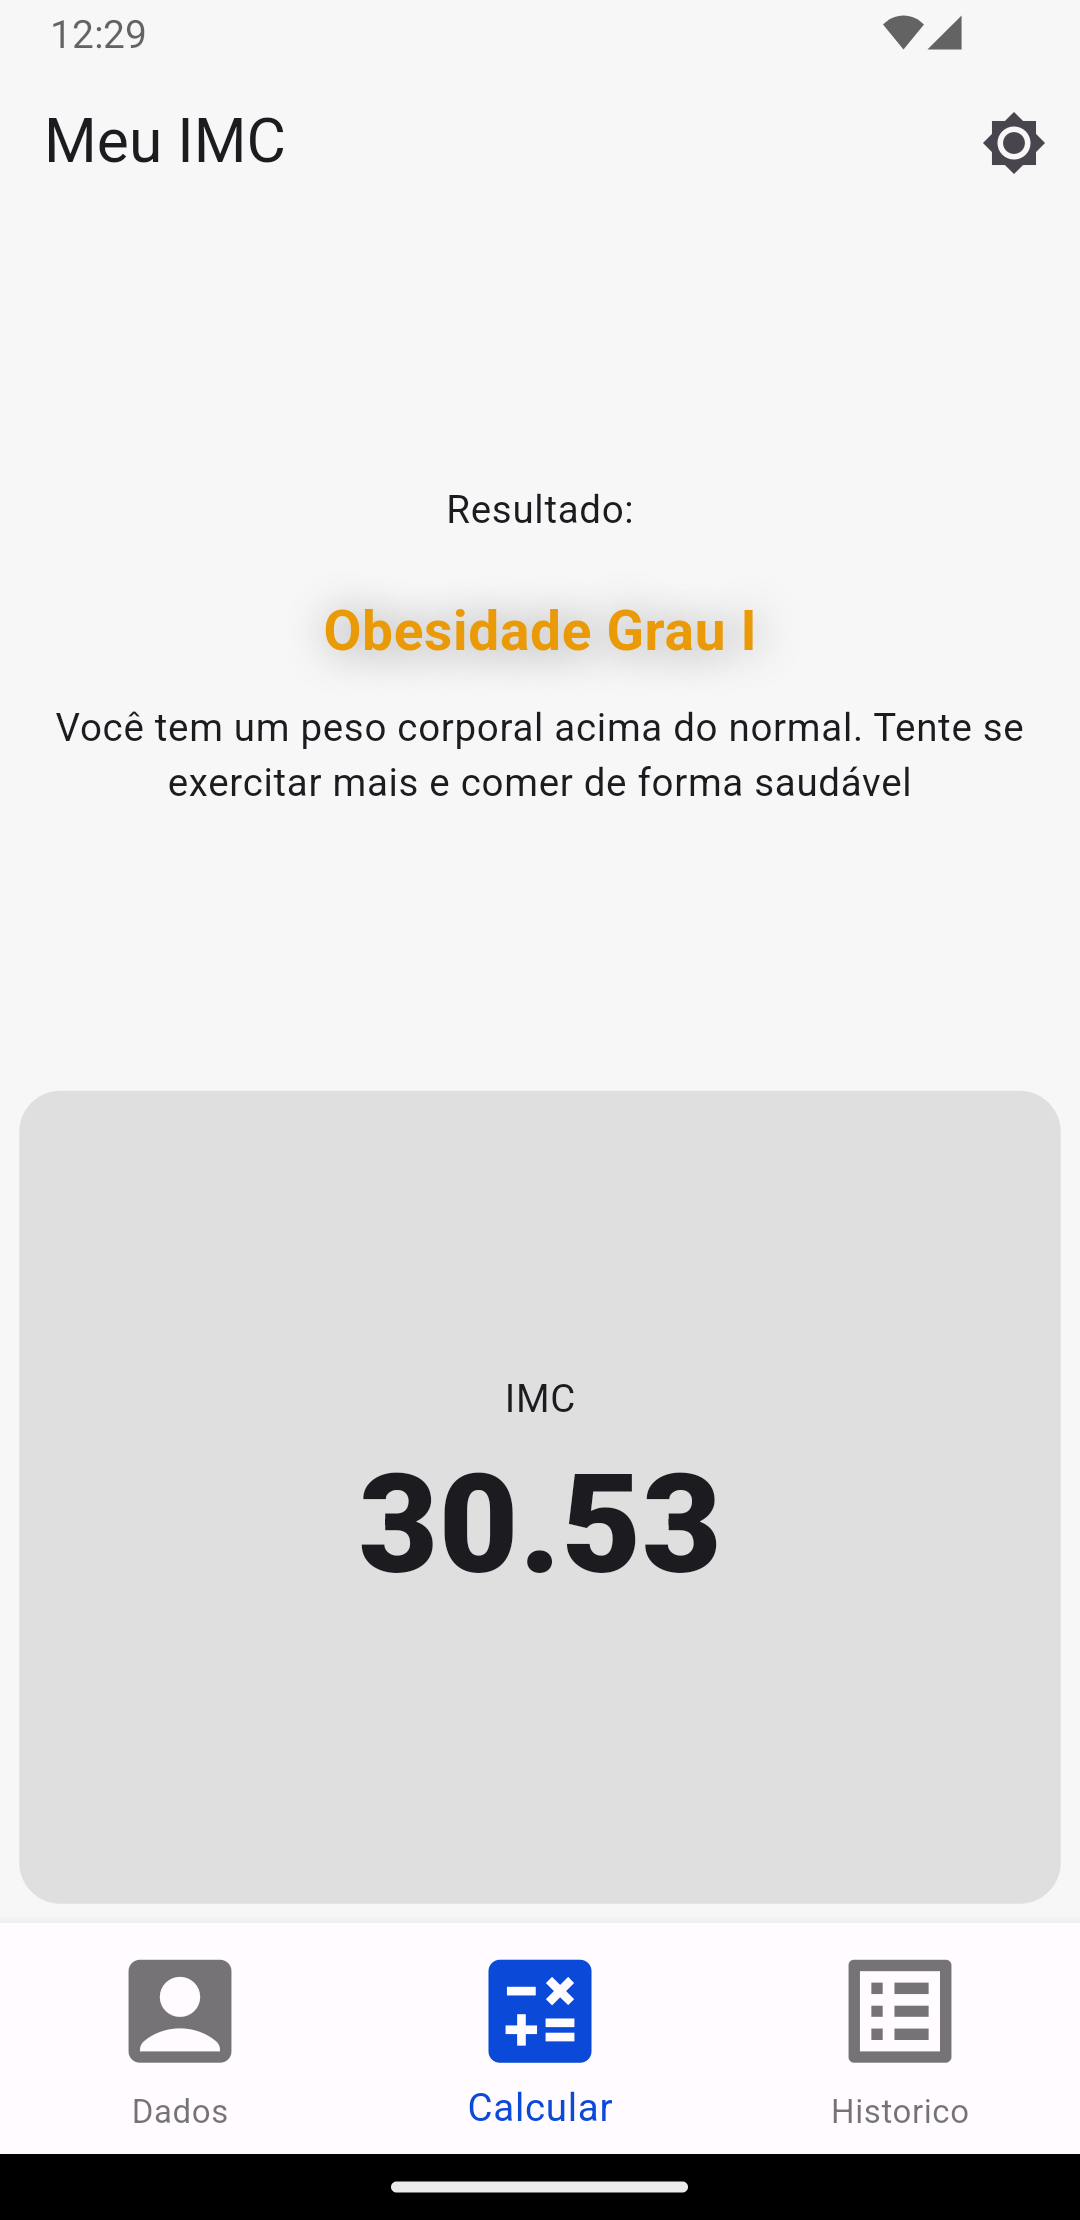 12:29
Meu IMC
Resultado:
Obesidade Grau I
Você tem um peso corporal acima do normal. Tente se
exercitar mais e comer de forma saudável
IMC
30.53
Dados
Calcular
Historico